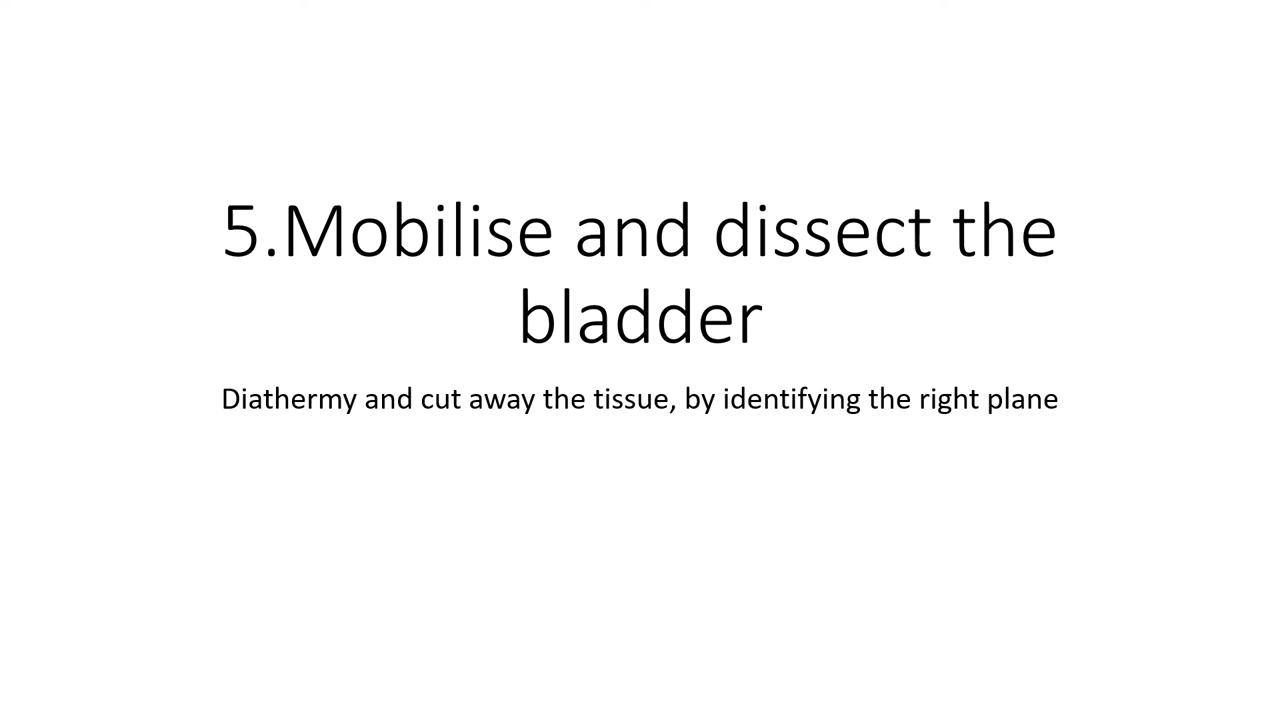 5.Mobilise and dissect the
bladder
Diathermy and cut away the tissue, by identifying the right plane